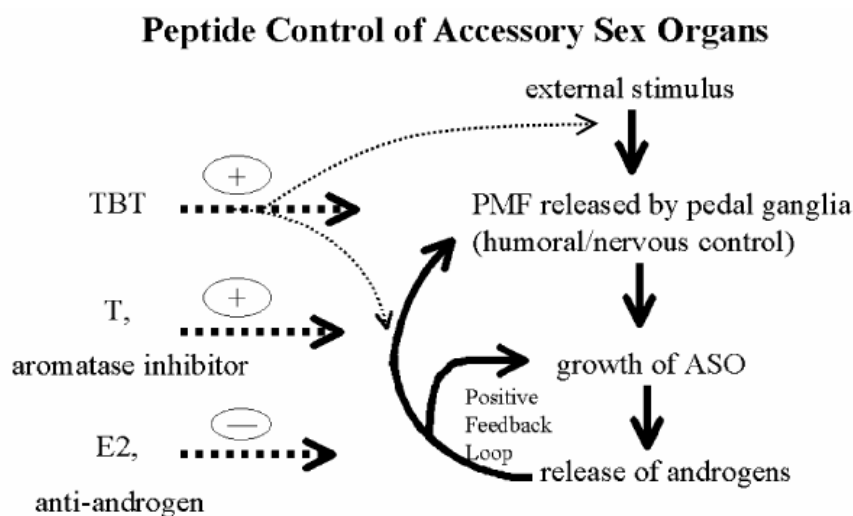 Peptide Control of Accessory Sex Organs
external stimulus
+
TBT
PMF released by pedal ganglia
(humoral/nervous control)
+
T,
aromatase inhibitor
growth of ASO
Positive
Feedback
Loop
—
E2,
anti-androgen
release of androgens